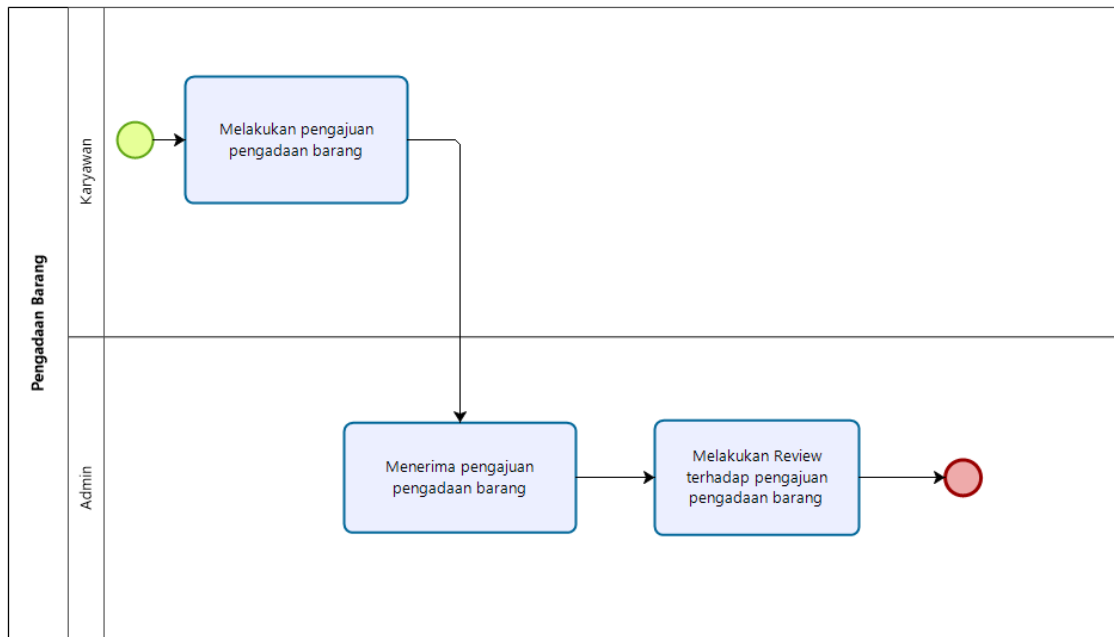 Pengadaan Barang
Karyawan
Melakukan pengajuan
pengadaan barang
Admin
Menerima pengajuan
pengadaan barang
Melakukan Review
terhadap pengajuan
pengadaan barang